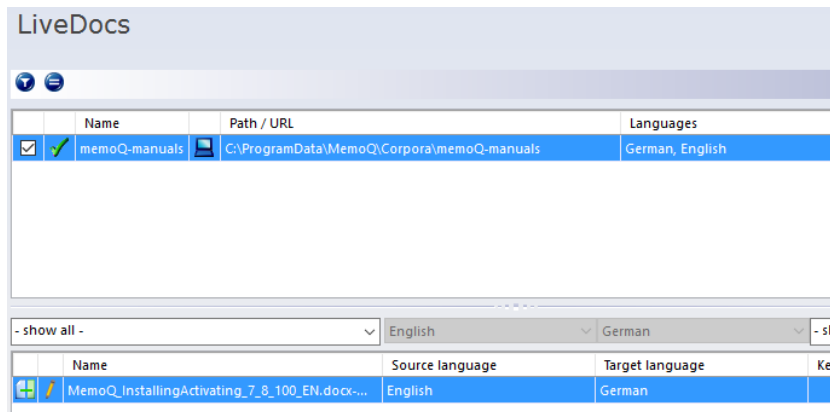 LiveDocs
Name Path / URL Languages
memoQ-manuals C:\ProgramData\MemoQ\Corpora\memoQ-manuals German, English
- show all - English German - s
Name Source language Target language Ke
MemoQ_InstallingActivating_7_8_100_EN.docx-... English German